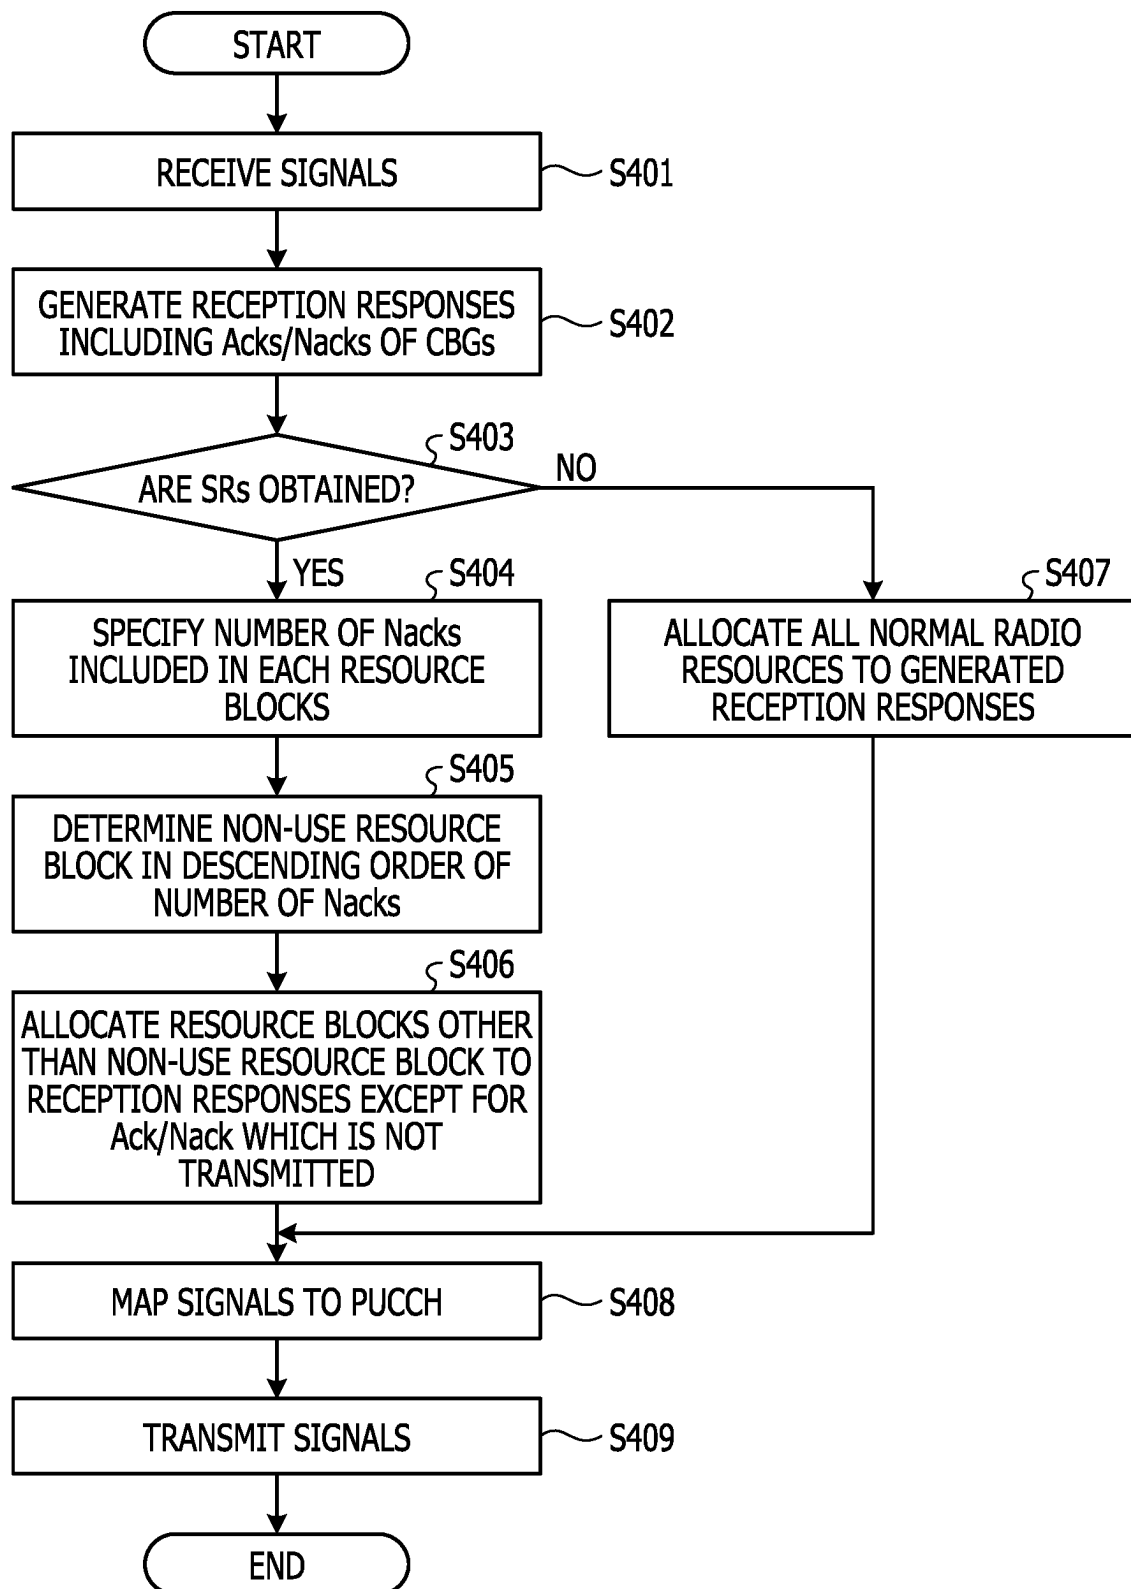 START
RECEIVE SIGNALS
S401
GENERATE RECEPTION RESPONSES
INCLUDING Acks/Nacks OF CBGs
S402
S403
ARE SRs OBTAINED?
NO
YES
S404
SPECIFY NUMBER OF Nacks
INCLUDED IN EACH RESOURCE
BLOCKS
S407
ALLOCATE ALL NORMAL RADIO
RESOURCES TO GENERATED
RECEPTION RESPONSES
S405
DETERMINE NON-USE RESOURCE
BLOCK IN DESCENDING ORDER OF
NUMBER OF Nacks
S406
ALLOCATE RESOURCE BLOCKS OTHER
THAN NON-USE RESOURCE BLOCK TO
RECEPTION RESPONSES EXCEPT FOR
Ack/Nack WHICH IS NOT
TRANSMITTED
MAP SIGNALS TO PUCCH
S408
TRANSMIT SIGNALS
S409
END